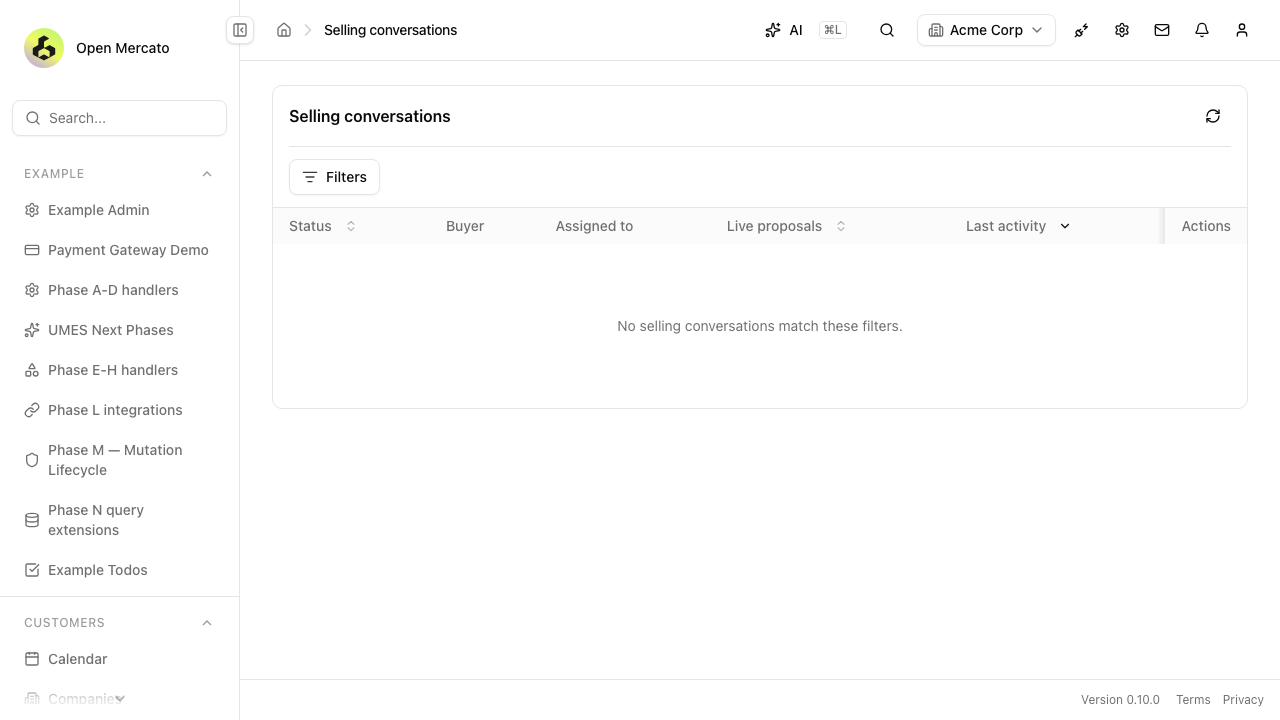 Open Mercato
Selling conversations
AI
⌘L
Acme Corp
Search...
EXAMPLE
Example Admin
Payment Gateway Demo
Phase A-D handlers
UMES Next Phases
Phase E-H handlers
Phase L integrations
Phase M — Mutation
Lifecycle
Phase N query
extensions
Example Todos
CUSTOMERS
Calendar
Companies
Selling conversations
Filters
Status
Buyer
Assigned to
Live proposals
Last activity
Actions
No selling conversations match these filters.
Version 0.10.0
Terms
Privacy